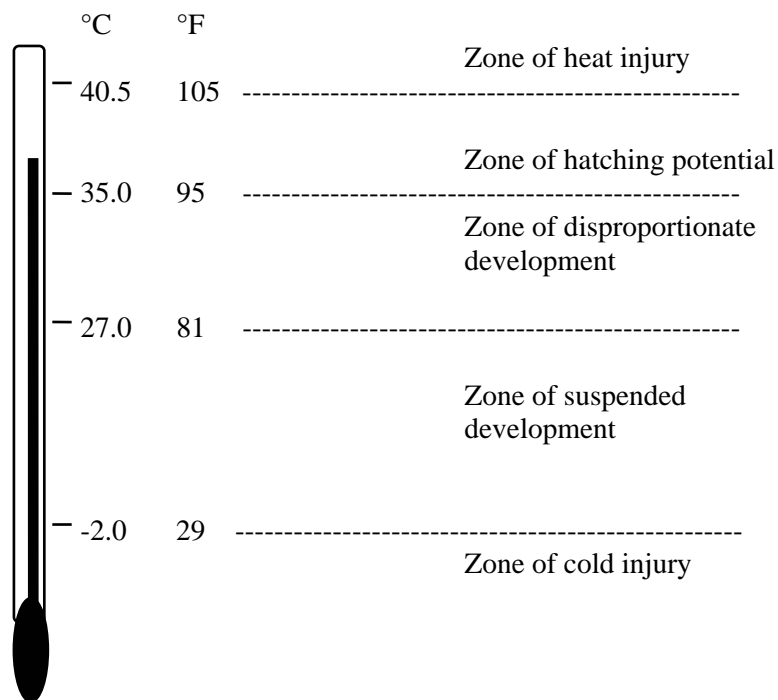 °C °F
Zone of heat injury
40.5 105 ----------------------------------------------------
Zone of hatching potential
35.0 95 ----------------------------------------------------
Zone of disproportionate
development
27.0 81 ----------------------------------------------------
Zone of suspended
development
-2.0 29 -----------------------------------------------------
Zone of cold injury